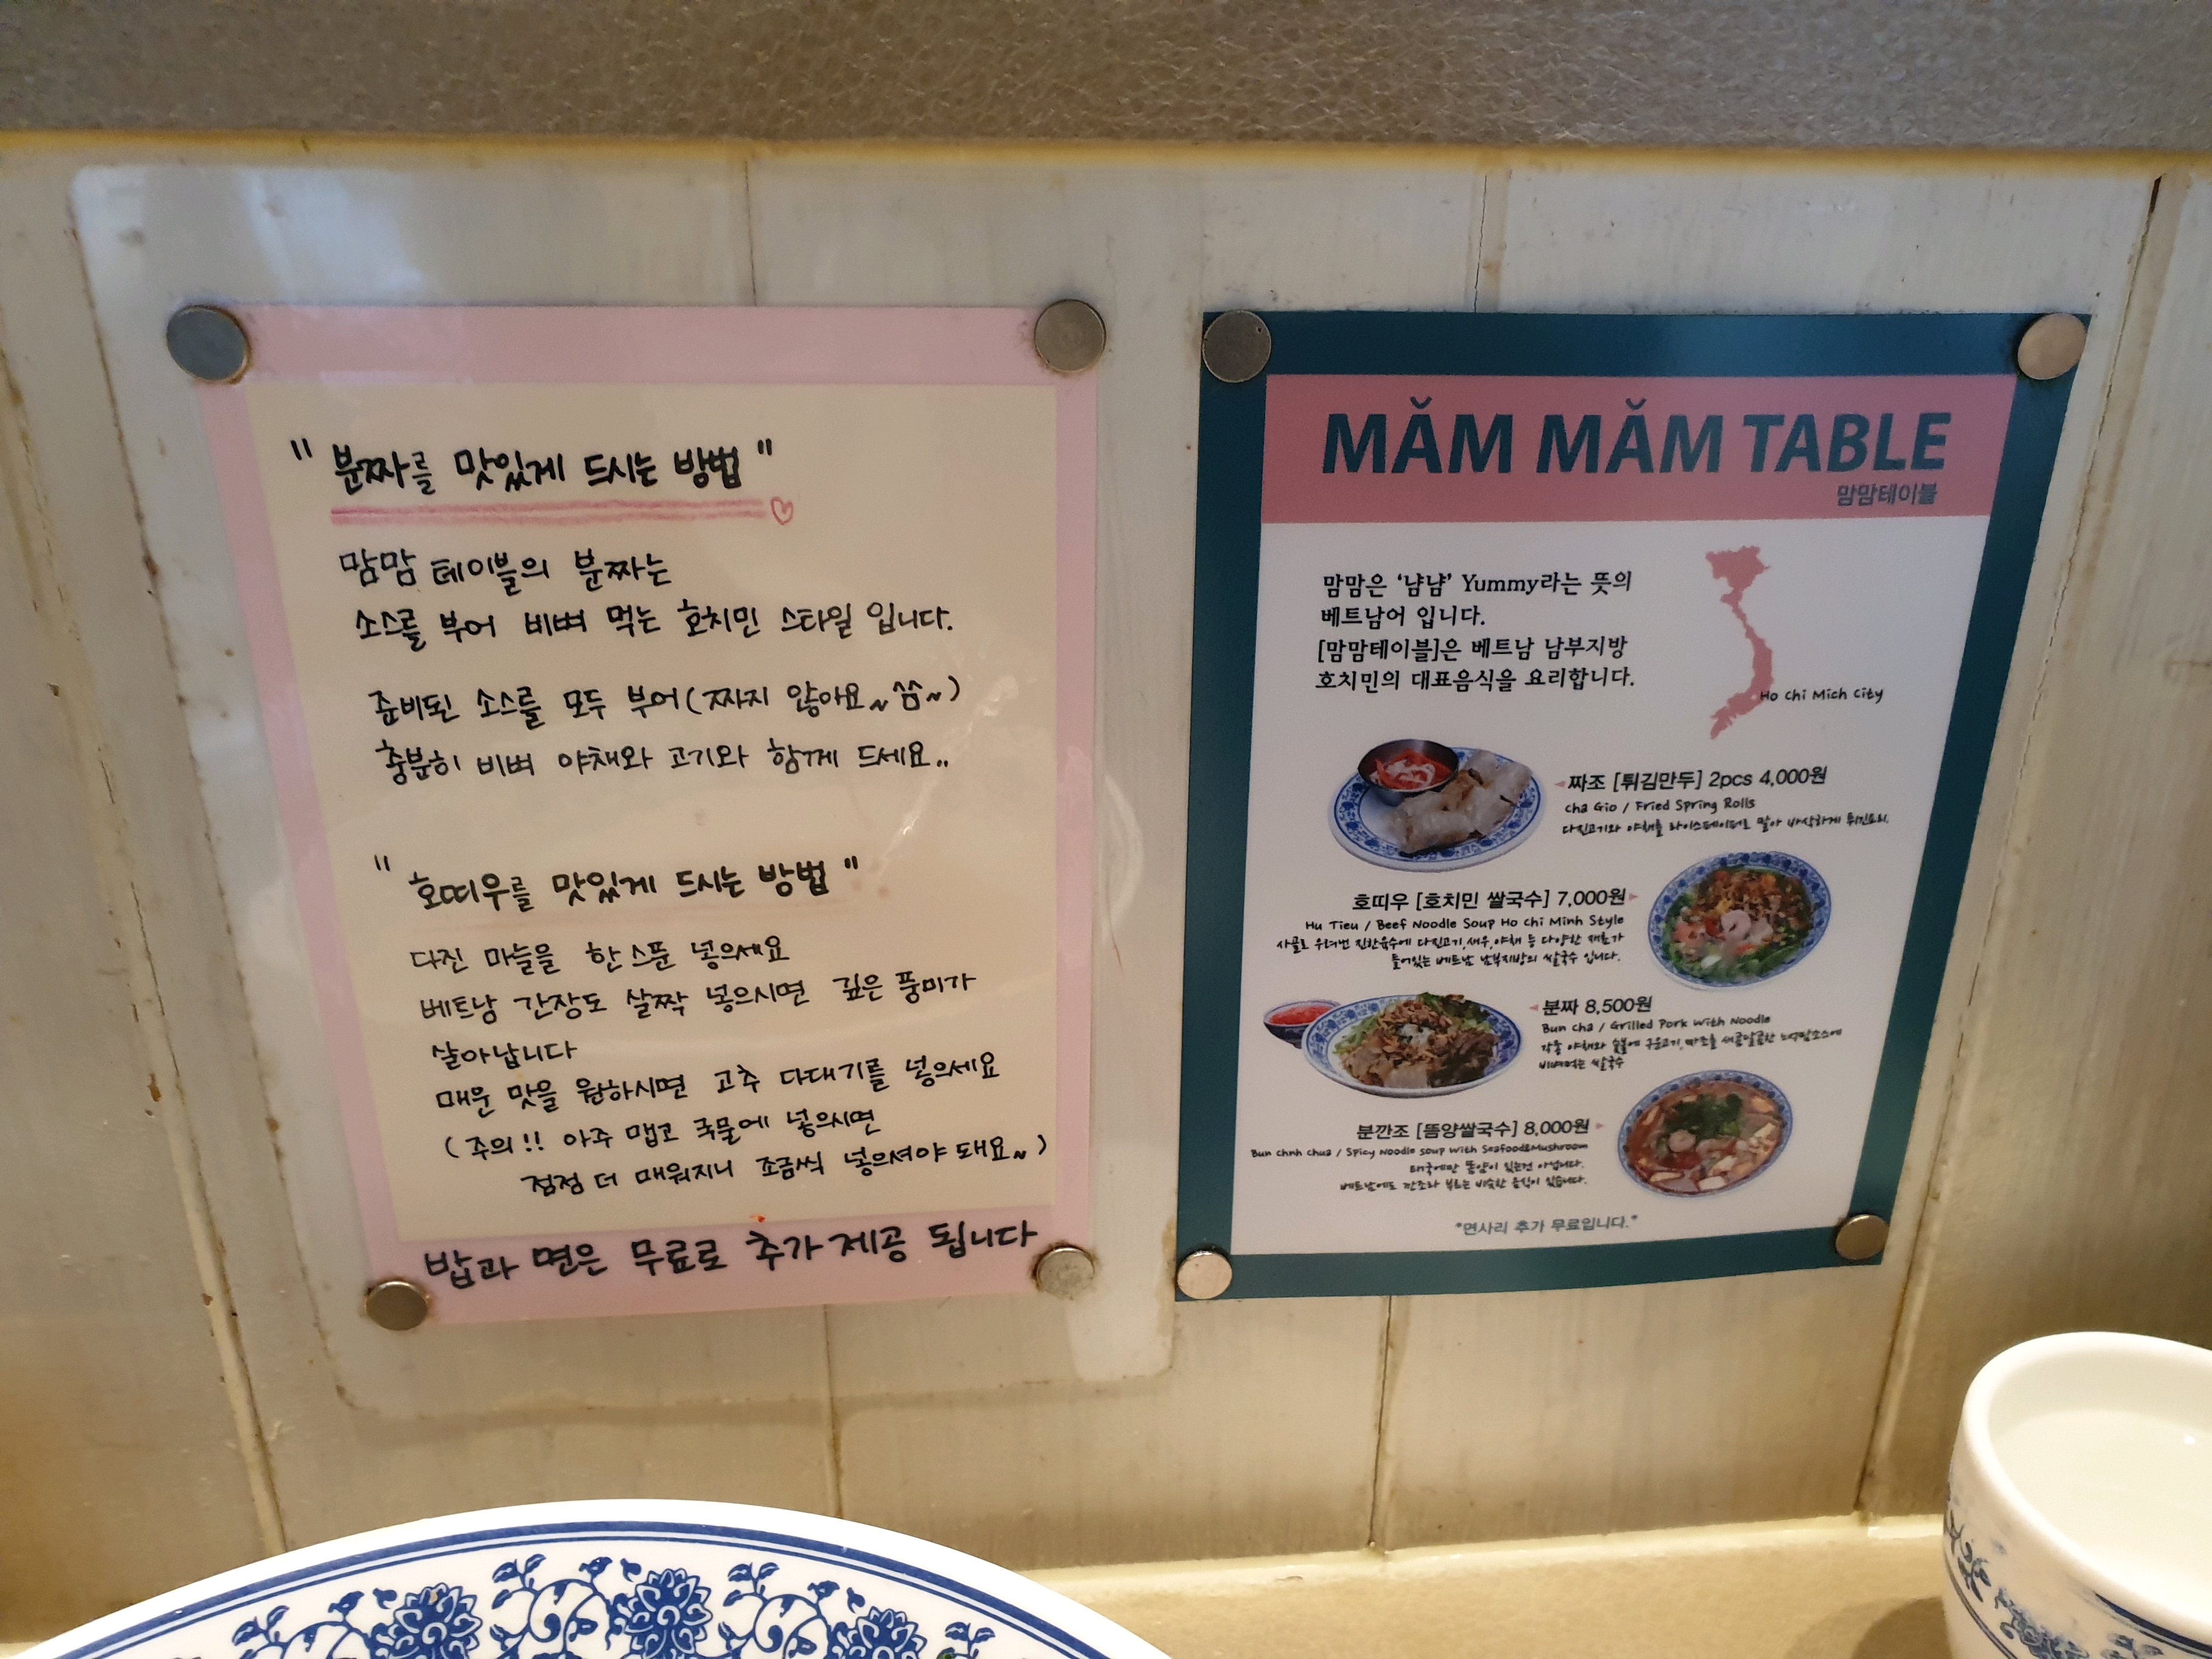 " 분짜를 맛있게 드시는 방법 "
맘맘 테이블의 분짜는
소스를 부어 비벼 먹는 호치민 스타일 입니다.
준비된 소스를 모두 부어 (짜지 않아요~^^~)
충분히 비벼 야채와 고기와 함께 드세요..
" 호띠우를 맛있게 드시는 방법 "
다진 마늘을 한스푼 넣으세요
베트남 간장도 살짝 넣으시면 깊은 풍미가
살아납니다
매운 맛을 원하시면 고추 다대기를 넣으세요
(주의!! 아주 맵고 국물에 넣으시면
점점 더 매워지니 조금씩 넣으셔야 돼요~)
밥과 면은 무료로 추가 제공 됩니다
MĂM MĂM TABLE
맘맘테이블
맘맘은 ‘냠냠’ Yummy라는 뜻의
베트남어 입니다.
[맘맘테이블]은 베트남 남부지방
호치민의 대표음식을 요리합니다.
Ho Chi Mich City
짜조 [튀김만두] 2pcs 4,000원
Cha Gio / Fried Spring Rolls
다진고기와 야채를 라이스페이퍼로 말아 바삭하게 튀긴요리.
호띠우 [호치민 쌀국수] 7,000원
Hu Tieu / Beef Noodle Soup Ho Chi Minh Style
사골로 우려낸 진한육수에 다진고기,새우,야채 등 다양한 재료가
들어있는 베트남 남부지방의 쌀국수 입니다.
분짜 8,500원
Bun Cha / Grilled Pork With Noodle
각종 야채와 숯불에 구운고기, 짜조를 새콤달콤한 느억맘소스에
비벼먹는 쌀국수
분깐조 [똠양쌀국수] 8,000원
Bun Chnh Chua / Spicy Noodle Soup With Seafood&Mushroom
태국에만 똠양이 있는건 아닙니다.
베트남에도 깐조라 부르는 비슷한 음식이 있습니다.
"면사리 추가 무료입니다."